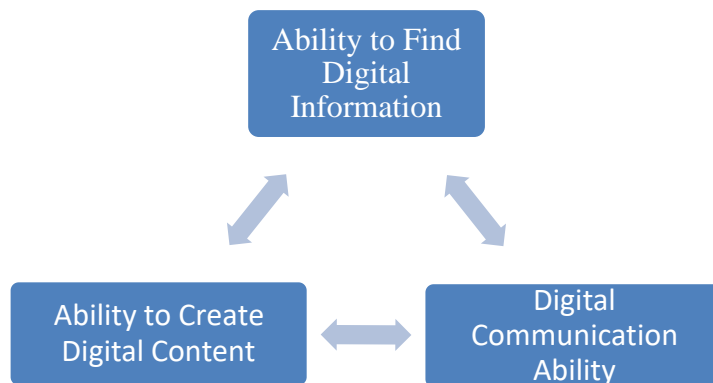 Ability to Find
Digital
Information
Ability to Create
Digital Content
Digital
Communication
Ability